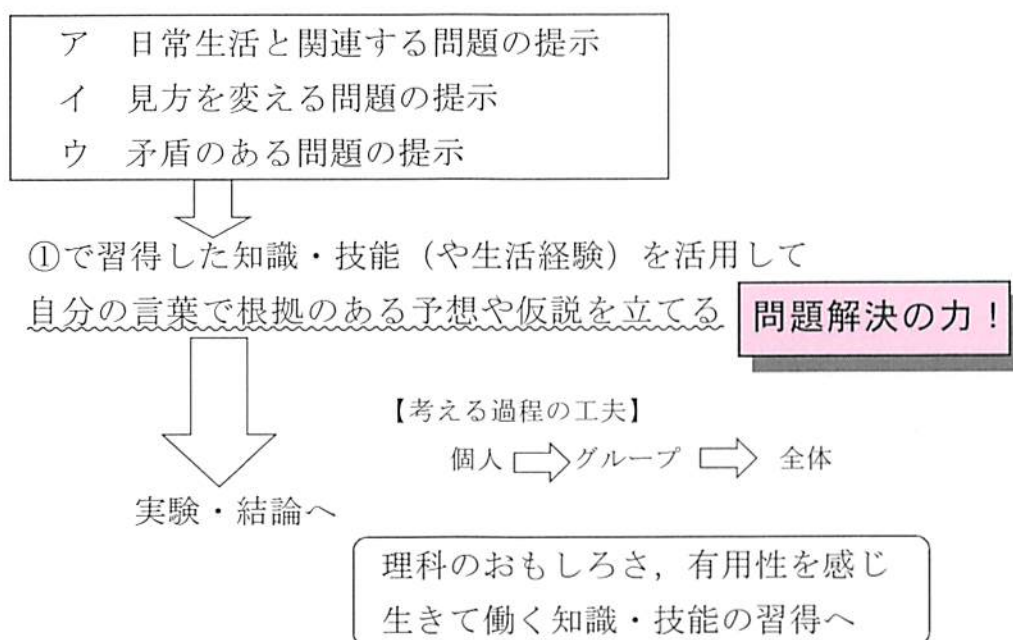 ア　日常生活と関連する問題の提示
イ　見方を変える問題の提示
ウ　矛盾のある問題の提示
①で習得した知識・技能（や生活経験）を活用して
自分の言葉で根拠のある予想や仮説を立てる
問題解決の力！
【考える過程の工夫】
個人 グループ 全体
実験・結論へ
理科のおもしろさ，有用性を感じ
生きて働く知識・技能の習得へ